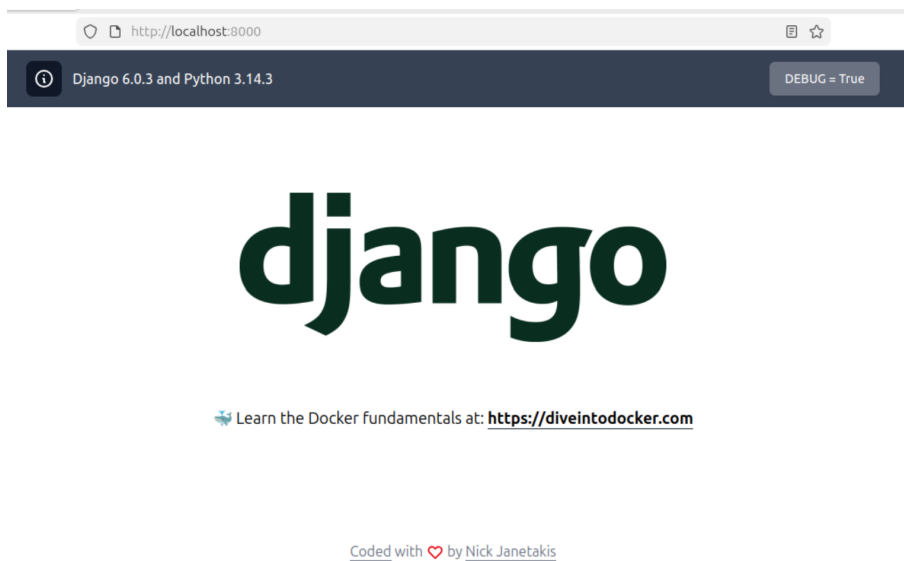 http://localhost:8000
Django 6.0.3 and Python 3.14.3
DEBUG = True
django
Learn the Docker fundamentals at: https://diveintodocker.com
Coded with by Nick Janetakis